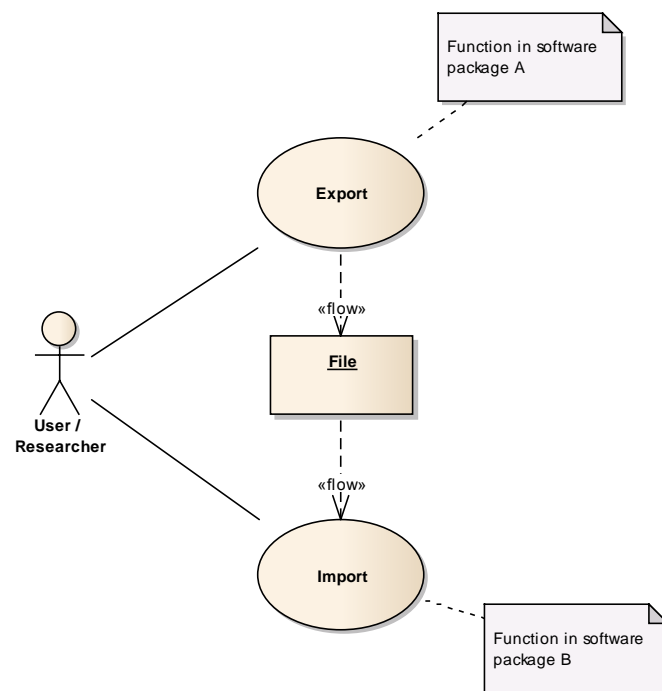 Function in software
package A
Export
«flow»
File
User /
Researcher
«flow»
Import
Function in software
package B